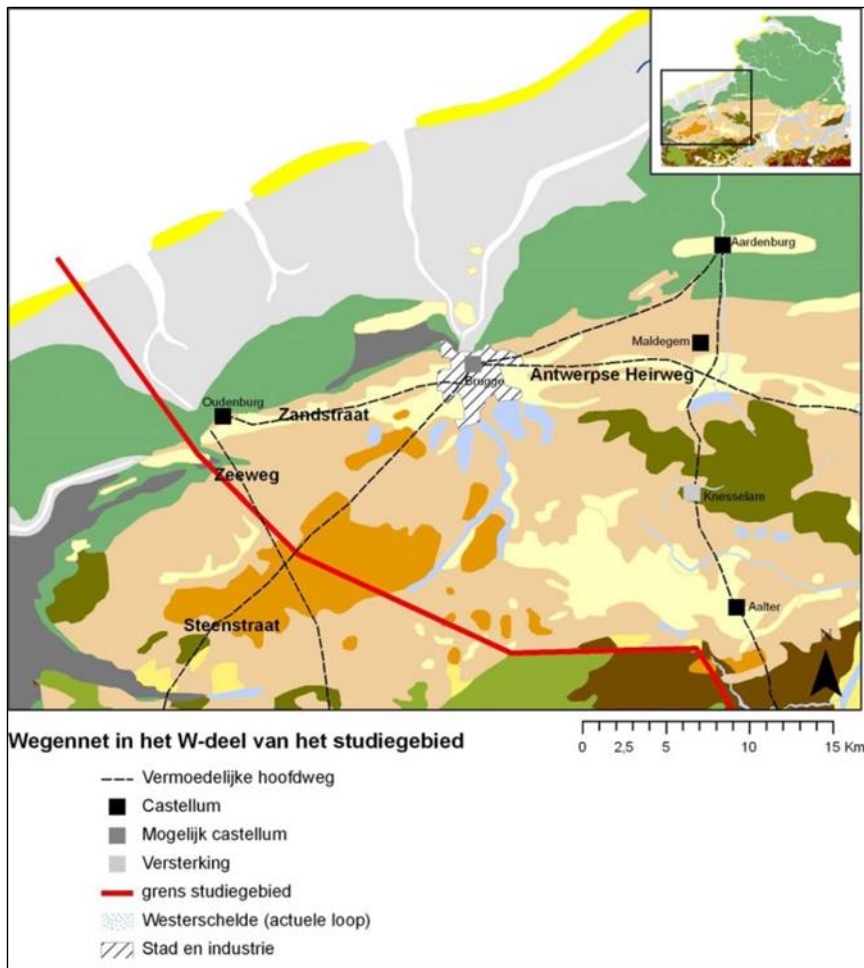 Aardenburg
Maldegem
Brugge
Antwerpse Heirweg
Oudenburg
Zandstraat
Zeeweg
Knesselare
Aalter
Steenstraat
N
Wegennet in het W-deel van het studiegebied
0 2,5 5 10 15 Km
Vermoedelijke hoofdweg
Castellum
Mogelijk castellum
Versterking
grens studiegebied
Westerschelde (actuele loop)
Stad en industrie